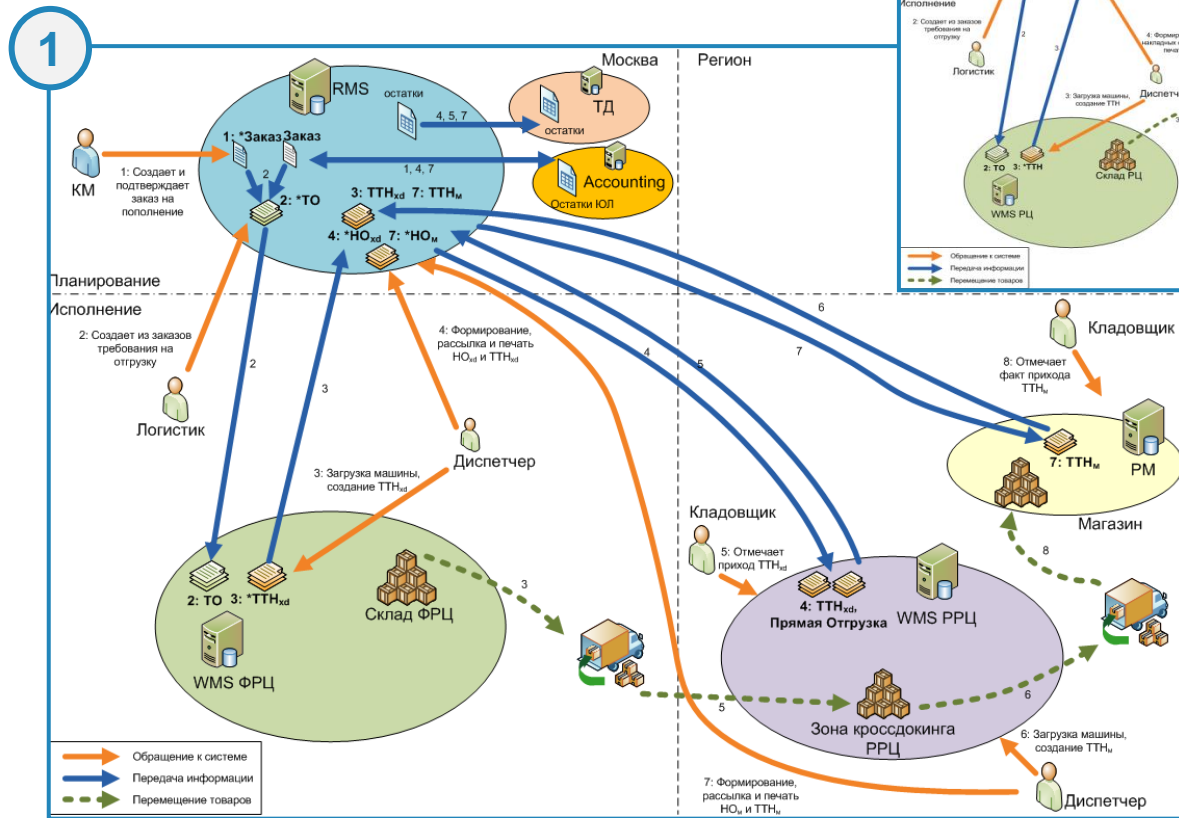 1
Москва
Регион
RMS
остатки
ТД
остатки
4, 5, 7
1: *Заказ
Заказ
1, 4, 7
Accounting
Остатки ЮЛ
КМ
1: Создает и
подтверждает
заказ на
пополнение
2
2: *ТО
3: ТТНxd
7: ТТНм
4: *НОxd
7: *НОм
Планирование
Исполнение
2: Создает из заказов
требования на
отгрузку
Логистик
2
3
4: Формирование,
рассылка и печать
НОxd и ТТНxd
Диспетчер
3: Загрузка машины,
создание ТТНxd
4
5
6
7
Кладовщик
8: Отмечает
факт прихода
ТТНм
7: ТТНм
РМ
Магазин
2: ТО
3: *ТТНxd
WMS ФРЦ
Склад ФРЦ
3
Кладовщик
5: Отмечает
приход ТТНxd
4: ТТНxd,
Прямая Отгрузка
WMS РРЦ
8
5
6
Зона кроссдокинга
РРЦ
6: Загрузка машины,
создание ТТНм
7: Формирование,
рассылка и печать
НОм и ТТНм
Диспетчер
Обращение к системе
Передача информации
Перемещение товаров
Исполнение
2: Создает из заказов
требования на
отгрузку
2
3
Логистик
4: Формир
накладных
печат
Диспетч
3: Загрузка машины,
создание ТТН
3
2: ТО
3: *ТТН
Склад РЦ
WMS РЦ
Обращение к системе
Передача информации
Перемещение товаров